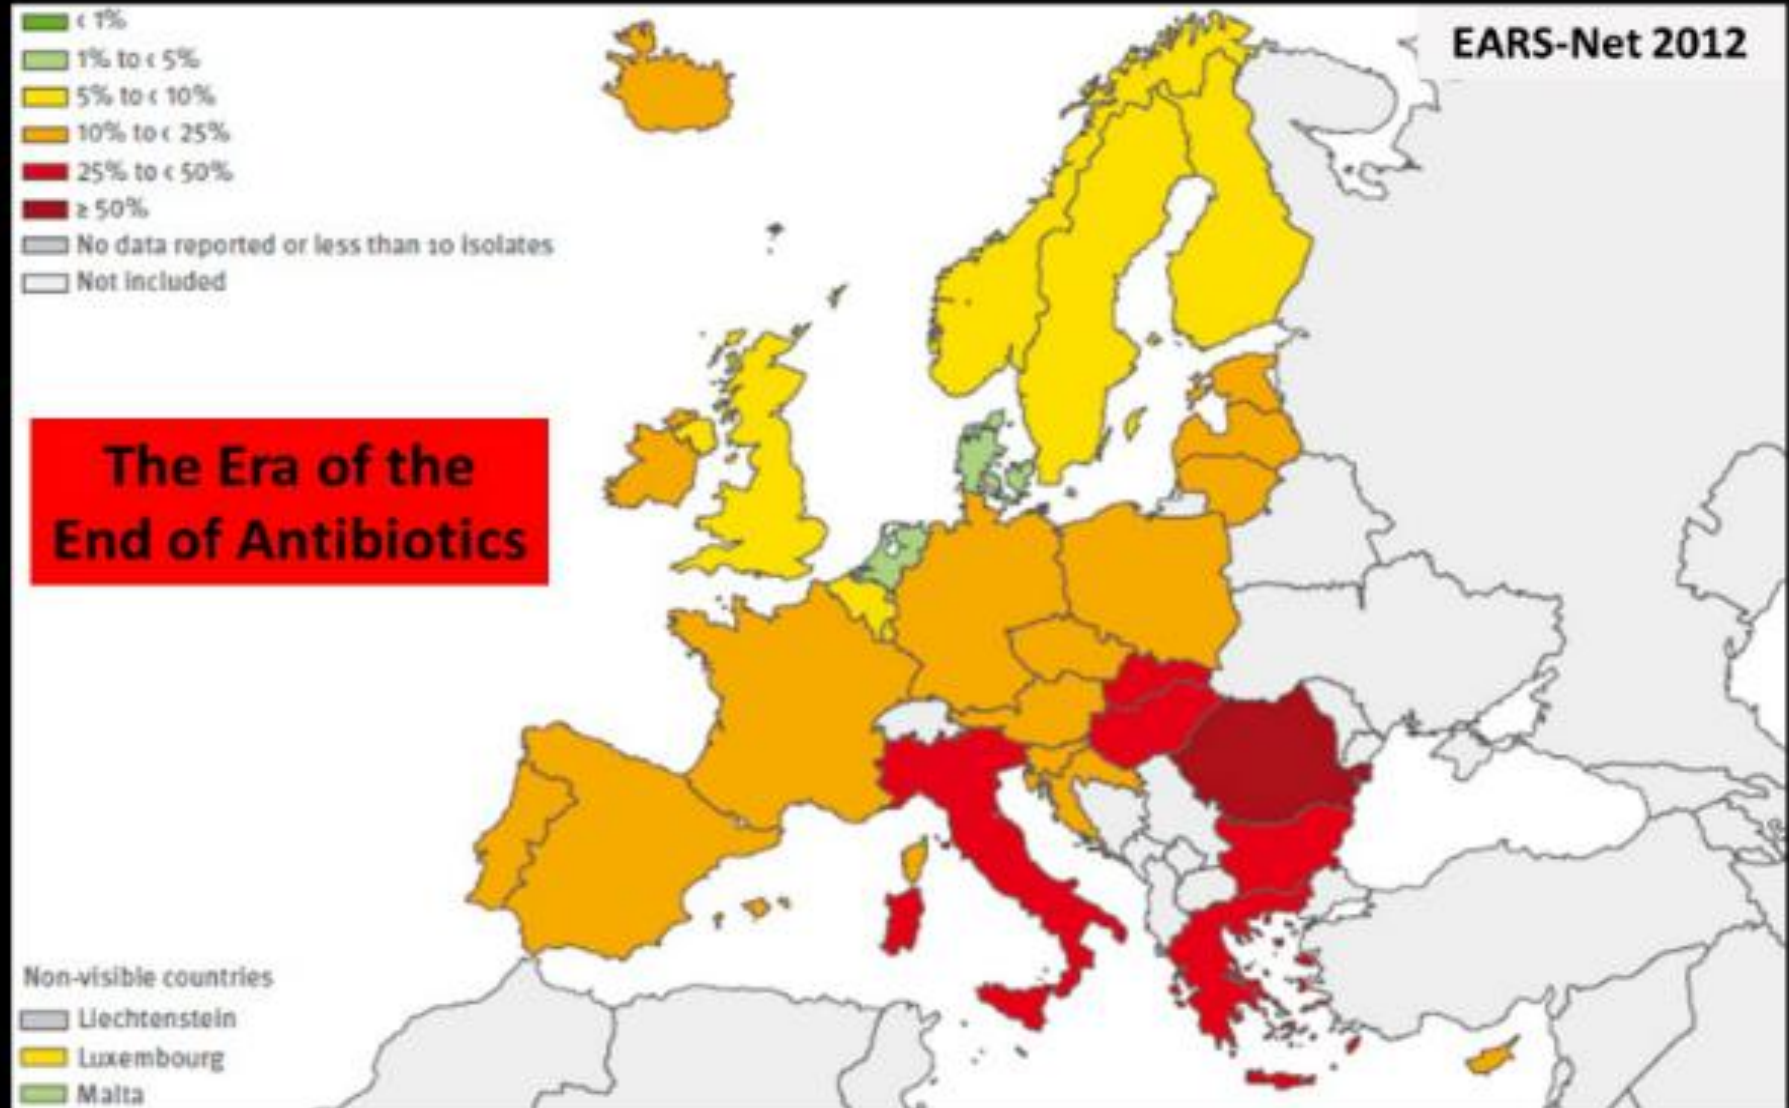 < 1%
1% to < 5%
5% to < 10%
10% to < 25%
25% to < 50%
≥ 50%
No data reported or less than 10 isolates
Not included
EARS-Net 2012
The Era of the
End of Antibiotics
Non-visible countries
Liechtenstein
Luxembourg
Malta